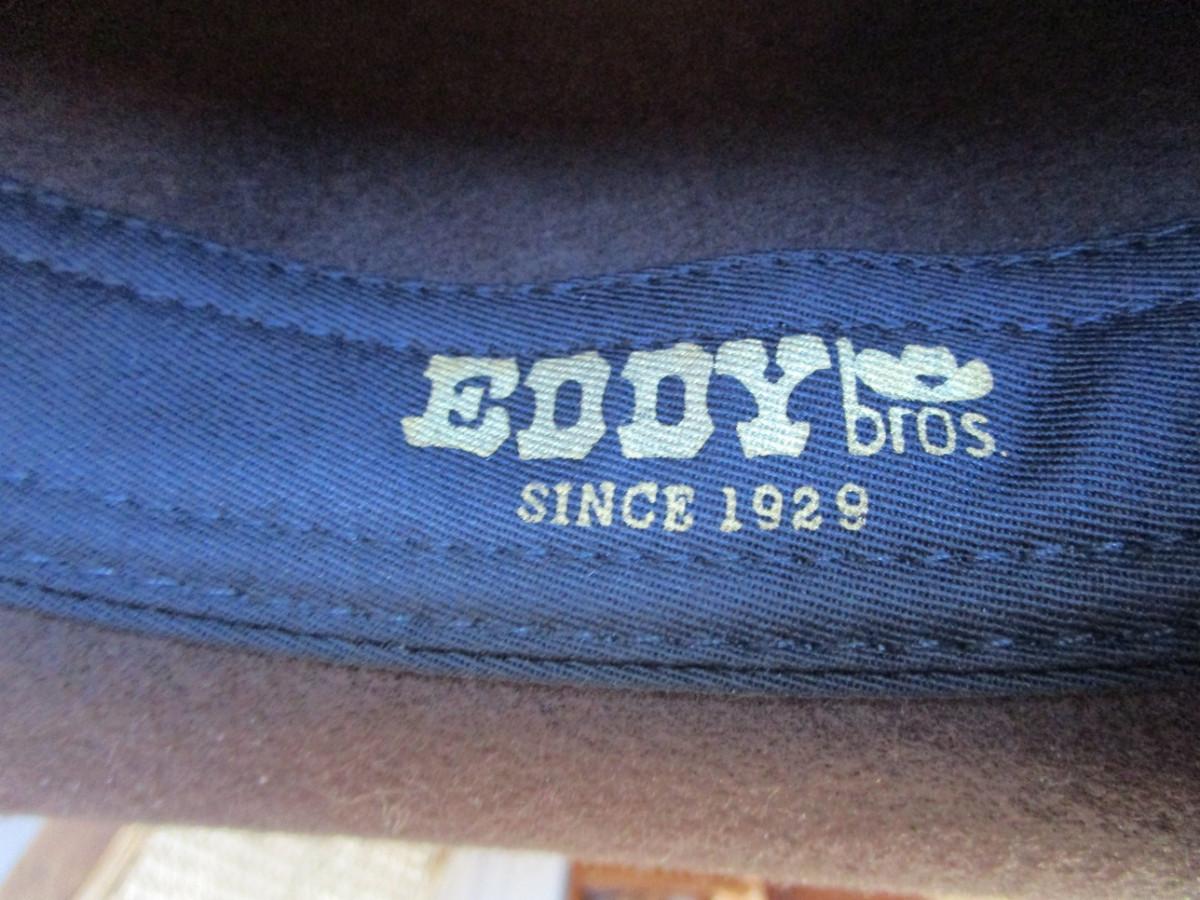 EDDY bros.
SINCE 1929